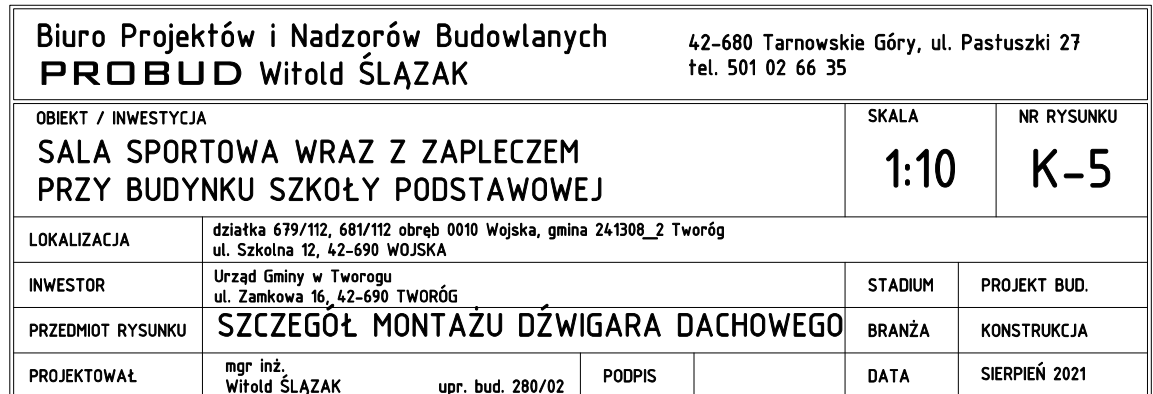 Biuro Projektów i Nadzorów Budowlanych
PROBUD Witold ŚLĄZAK
42-680 Tarnowskie Góry, ul. Pastuszki 27
tel. 501 02 66 35
OBIEKT / INWESTYCJA
SALA SPORTOWA WRAZ Z ZAPLECZEM
PRZY BUDYNKU SZKOŁY PODSTAWOWEJ
SKALA
1:10
NR RYSUNKU
K-5
LOKALIZACJA
działka 679/112, 681/112 obręb 0010 Wojska, gmina 241308_2 Tworóg
ul. Szkolna 12, 42-690 WOJSKA
INWESTOR
Urząd Gminy w Tworogu
ul. Zamkowa 16, 42-690 TWORÓG
STADIUM
PROJEKT BUD.
PRZEDMIOT RYSUNKU
SZCZEGÓŁ MONTAŻU DŹWIGARA DACHOWEGO
BRANŻA
KONSTRUKCJA
PROJEKTOWAŁ
mgr inż.
Witold ŚLĄZAK upr. bud. 280/02
PODPIS
DATA
SIERPIEŃ 2021